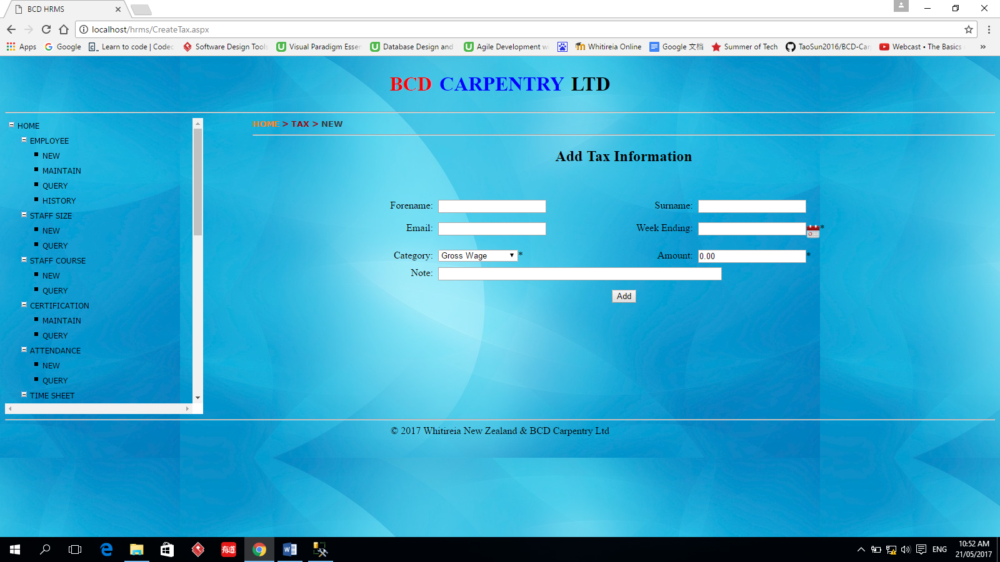 BCD HRMS
localhost/hrms/CreateTax.aspx
Apps Google Learn to code | Codec Software Design Tools Visual Paradigm Essen Database Design and Agile Development w Whitireia Online Google 文档 Summer of Tech TaoSun2016/BCD-Car Webcast • The Basics »
BCD CARPENTRY LTD
HOME > TAX > NEW
HOME
EMPLOYEE
NEW
MAINTAIN
QUERY
HISTORY
STAFF SIZE
NEW
QUERY
STAFF COURSE
NEW
QUERY
CERTIFICATION
MAINTAIN
QUERY
ATTENDANCE
NEW
QUERY
TIME SHEET
Add Tax Information
Forename: Surname:
Email: Week Ending: *
Category: Gross Wage * Amount: 0.00 *
Note:
Add
© 2017 Whitireia New Zealand & BCD Carpentry Ltd
有道
ENG
10:52 AM
21/05/2017